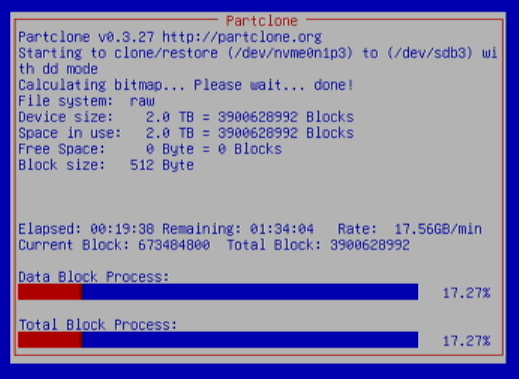 Partclone
Partclone v0.3.27 http://partclone.org
Starting to clone/restore (/dev/nvme0n1p3) to (/dev/sdb3) wi
th dd mode
Calculating bitmap... Please wait... done!
File system:  raw
Device size:   2.0 TB = 3900628992 Blocks
Space in use:   2.0 TB = 3900628992 Blocks
Free Space:   0 Byte = 0 Blocks
Block size:   512 Byte
Elapsed: 00:19:38 Remaining: 01:34:04   Rate:  17.56GB/min
Current Block: 673484800  Total Block: 3900628992
Data Block Process:
17.27%
Total Block Process:
17.27%